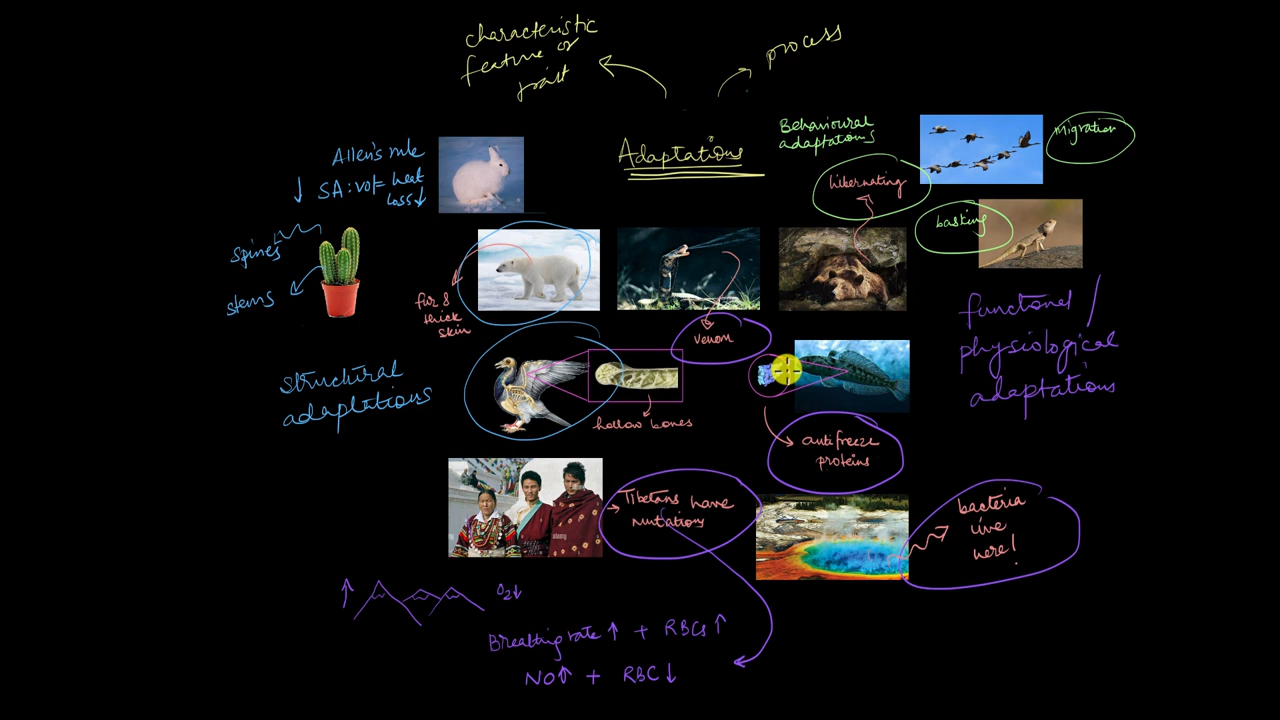 characteristic
feature or
trait
process
Adaptations
Behavioural
adaptations
migration
hibernating
basking
Allen's rule
↓ SA:vol= heat
loss↓
spines
stems
fur &
thick
skin
venom
functional /
physiological
adaptations
structural
adaptations
hollow bones
antifreeze
proteins
Tibetans have
mutations
alamy
bacteria
live
here!
↑
O2↓
Breathing rate ↑ + RBCs ↑
NO↑ + RBC ↓